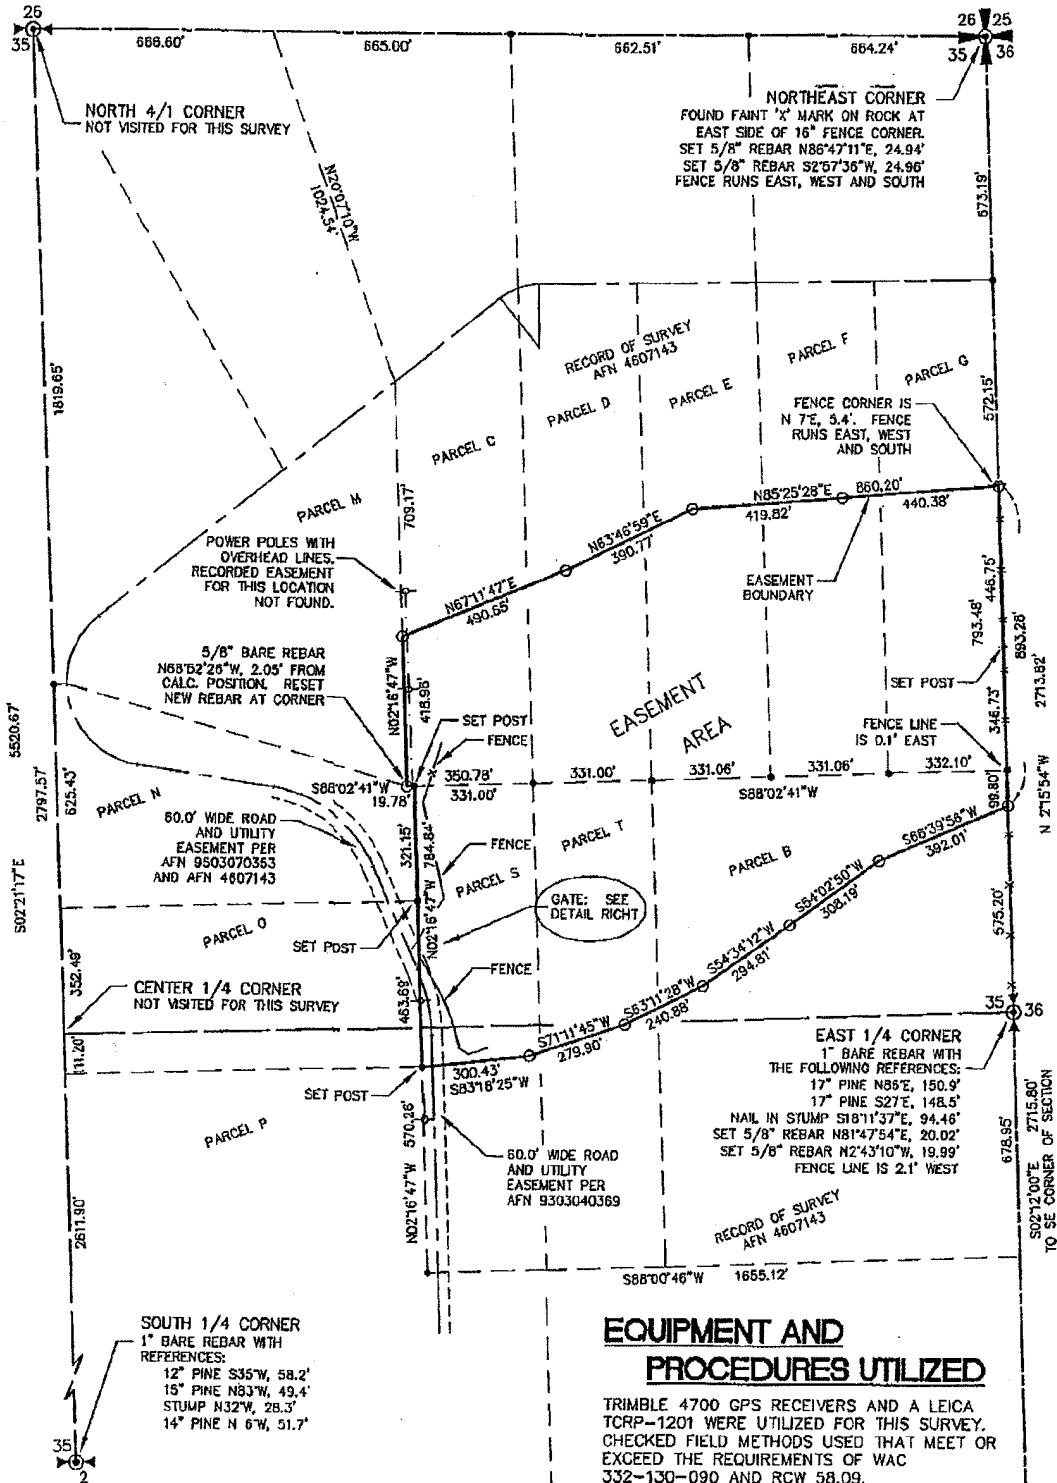 26
35
666.60'
665.00'
662.51'
664.24'
26 25
35 36
NORTH 4/1 CORNER
NOT VISITED FOR THIS SURVEY
NORTHEAST CORNER
FOUND FAINT 'X' MARK ON ROCK AT
EAST SIDE OF 16" FENCE CORNER.
SET 5/8" REBAR N86°47'11"E, 24.94'
SET 5/8" REBAR S2°57'36"W, 24.96'
FENCE RUNS EAST, WEST AND SOUTH
N20°07'10"W
1024.54'
673.19'
1819.65'
RECORD OF SURVEY
AFN 4607143
PARCEL F
PARCEL G
PARCEL E
PARCEL D
PARCEL C
PARCEL M
572.15'
FENCE CORNER IS
N 7°E, 5.4'. FENCE
RUNS EAST, WEST
AND SOUTH
709.17'
N85°25'28"E 860.20'
419.82'
440.38'
N63°46'59"E
390.77'
POWER POLES WITH
OVERHEAD LINES.
RECORDED EASEMENT
FOR THIS LOCATION
NOT FOUND.
EASEMENT
BOUNDARY
N67°11'47"E
490.65'
446.75'
793.48'
893.28'
2713.82'
5/8" BARE REBAR
N68°52'26"W, 2.05' FROM
CALC. POSITION. RESET
NEW REBAR AT CORNER
N02°16'47"W
418.95'
SET POST
EASEMENT
AREA
SET POST
FENCE
346.73'
FENCE LINE
IS 0.1' EAST
5520.67'
2797.57'
625.43'
S88°02'41"W
19.78'
350.78'
331.00'
331.00'
331.06'
331.06'
332.10'
S88°02'41"W
99.80'
N 2°15'54"W
PARCEL N
60.0' WIDE ROAD
AND UTILITY
EASEMENT PER
AFN 9503070353
AND AFN 4607143
321.15'
784.84'
FENCE
PARCEL T
PARCEL B
S68°39'58"W
392.01'
S02°21'17"E
PARCEL S
GATE: SEE
DETAIL RIGHT
S54°02'50"W
308.19'
575.20'
PARCEL O
SET POST
N02°16'47"W
FENCE
S54°34'12"W
294.81'
352.49'
CENTER 1/4 CORNER
NOT VISITED FOR THIS SURVEY
463.69'
S63°11'28"W
240.88'
35 36
111.20'
S71°11'45"W
279.90'
EAST 1/4 CORNER
1" BARE REBAR WITH
THE FOLLOWING REFERENCES:
17" PINE N86°E, 150.9'
17" PINE S27°E, 148.5'
NAIL IN STUMP S18°11'37"E, 94.46'
SET 5/8" REBAR N81°47'54"E, 20.02'
SET 5/8" REBAR N2°43'10"W, 19.99'
FENCE LINE IS 2.1' WEST
300.43'
S83°18'25"W
SET POST
PARCEL P
570.26'
60.0' WIDE ROAD
AND UTILITY
EASEMENT PER
AFN 9303040369
678.95'
S02°12'00"E 2715.80'
TO SE CORNER OF SECTION
N02°16'47"W
RECORD OF SURVEY
AFN 4607143
2611.90'
S88°00'46"W 1655.12'
SOUTH 1/4 CORNER
1" BARE REBAR WITH
REFERENCES:
12" PINE S35°W, 58.2'
15" PINE N83°W, 49.4'
STUMP N32°W, 28.3'
14" PINE N 6°W, 51.7'
35
2
EQUIPMENT AND
PROCEDURES UTILIZED
TRIMBLE 4700 GPS RECEIVERS AND A LEICA
TCRP-1201 WERE UTILIZED FOR THIS SURVEY.
CHECKED FIELD METHODS USED THAT MEET OR
EXCEED THE REQUIREMENTS OF WAC
332-130-090 AND RCW 58.09.